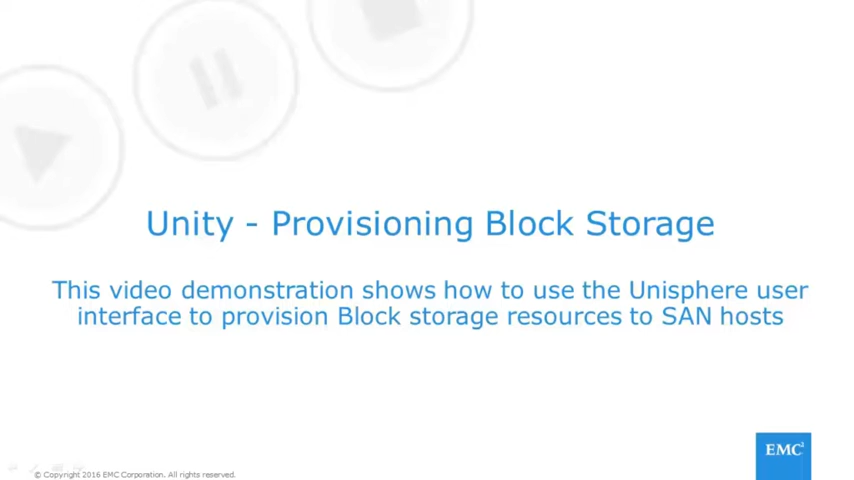 Unity - Provisioning Block Storage
This video demonstration shows how to use the Unisphere user
interface to provision Block storage resources to SAN hosts
EMC²
© Copyright 2016 EMC Corporation. All rights reserved.